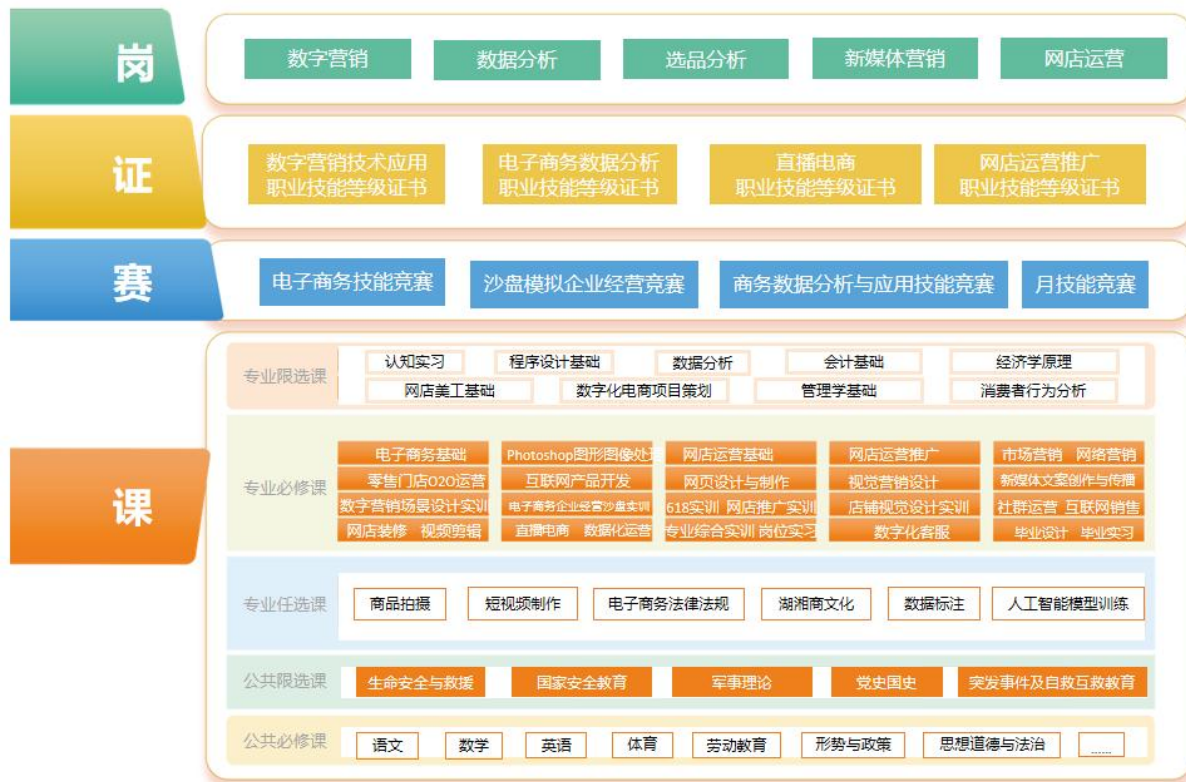 岗
数字营销 数据分析 选品分析 新媒体营销 网店运营
证
数字营销技术应用 职业技能等级证书
电子商务数据分析 职业技能等级证书
直播电商 职业技能等级证书
网店运营推广 职业技能等级证书
赛
电子商务技能竞赛 沙盘模拟企业经营竞赛 商务数据分析与应用技能竞赛 月技能竞赛
课
专业限选课
认知实习 程序设计基础 数据分析 会计基础 经济学原理
网店美工基础 数字化电商项目策划 管理学基础 消费者行为分析
专业必修课
电子商务基础 Photoshop图形图像处理 网店运营基础 网店运营推广 市场营销 网络营销
零售门店O2O运营 互联网产品开发 网页设计与制作 视觉营销设计 新媒体文案创作与传播
数字营销场景设计实训 电子商务企业经营沙盘实训 618实训 网店推广实训 店铺视觉设计实训 社群运营 互联网销售
网店装修 视频剪辑 直播电商 数据化运营 专业综合实训 岗位实习 数字化客服 毕业设计 毕业实习
专业任选课
商品拍摄 短视频制作 电子商务法律法规 湖湘商文化 数据标注 人工智能模型训练
公共限选课
生命安全与救援 国家安全教育 军事理论 党史国史 突发事件及自救互救教育
公共必修课
语文 数学 英语 体育 劳动教育 形势与政策 思想道德与法治 ......